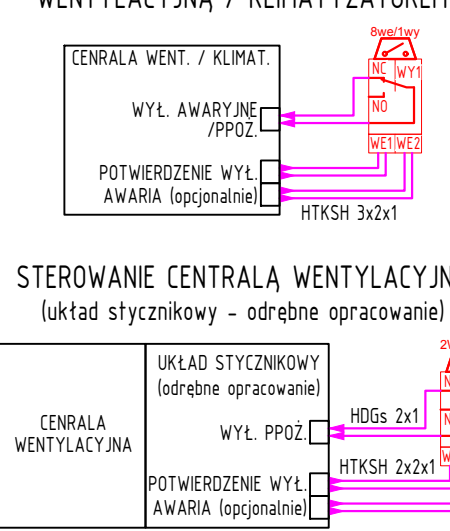 WENTYLACYJNĄ / KLIMATYZATOREM
8we/1wy
CENRALA WENT. / KLIMAT.
NC WY1
WYŁ. AWARYJNE
/PPOŻ.
NO
WE1 WE2
POTWIERDZENIE WYŁ.
AWARIA (opcjonalnie)
HTKSH 3x2x1
STEROWANIE CENTRALĄ WENTYLACYJN
(układ stycznikowy - odrębne opracowanie)
UKŁAD STYCZNIKOWY
(odrębne opracowanie)
HDGs 2x1
CENRALA
WENTYLACYJNA
WYŁ. PPOŻ.
HTKSH 2x2x1
POTWIERDZENIE WYŁ.
AWARIA (opcjonalnie)